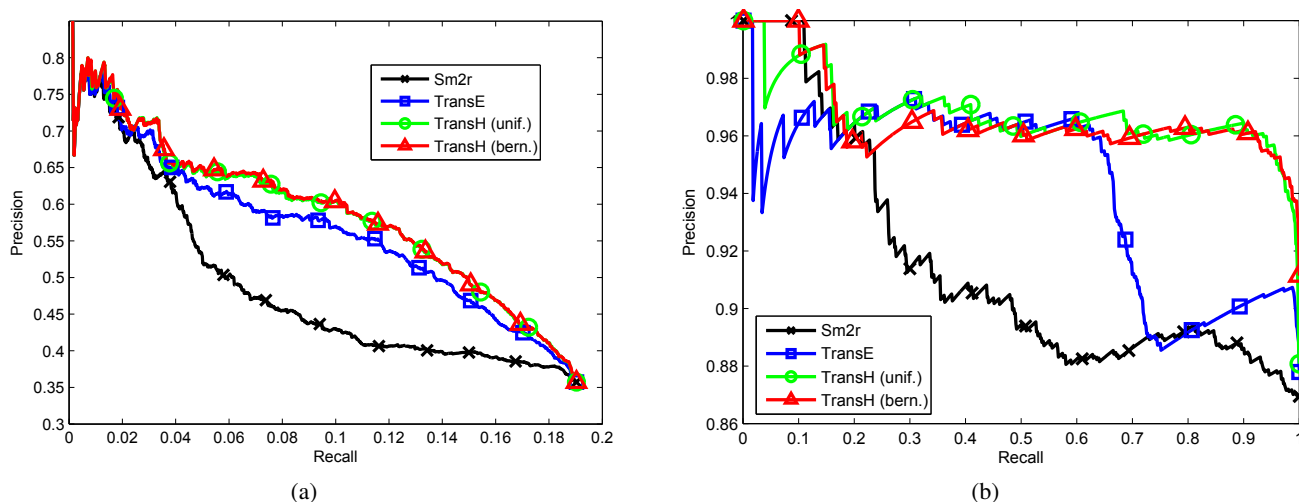 0.8
0.75
0.7
0.65
0.6
0.55
0.5
0.45
0.4
0.35
0.3
Precision
0 0.02 0.04 0.06 0.08 0.1 0.12 0.14 0.16 0.18 0.2
Recall
Sm2r
TransE
TransH (unif.)
TransH (bern.)
(a)
0.98
0.96
0.94
0.92
0.9
0.88
0.86
Precision
0 0.1 0.2 0.3 0.4 0.5 0.6 0.7 0.8 0.9 1
Recall
Sm2r
TransE
TransH (unif.)
TransH (bern.)
(b)